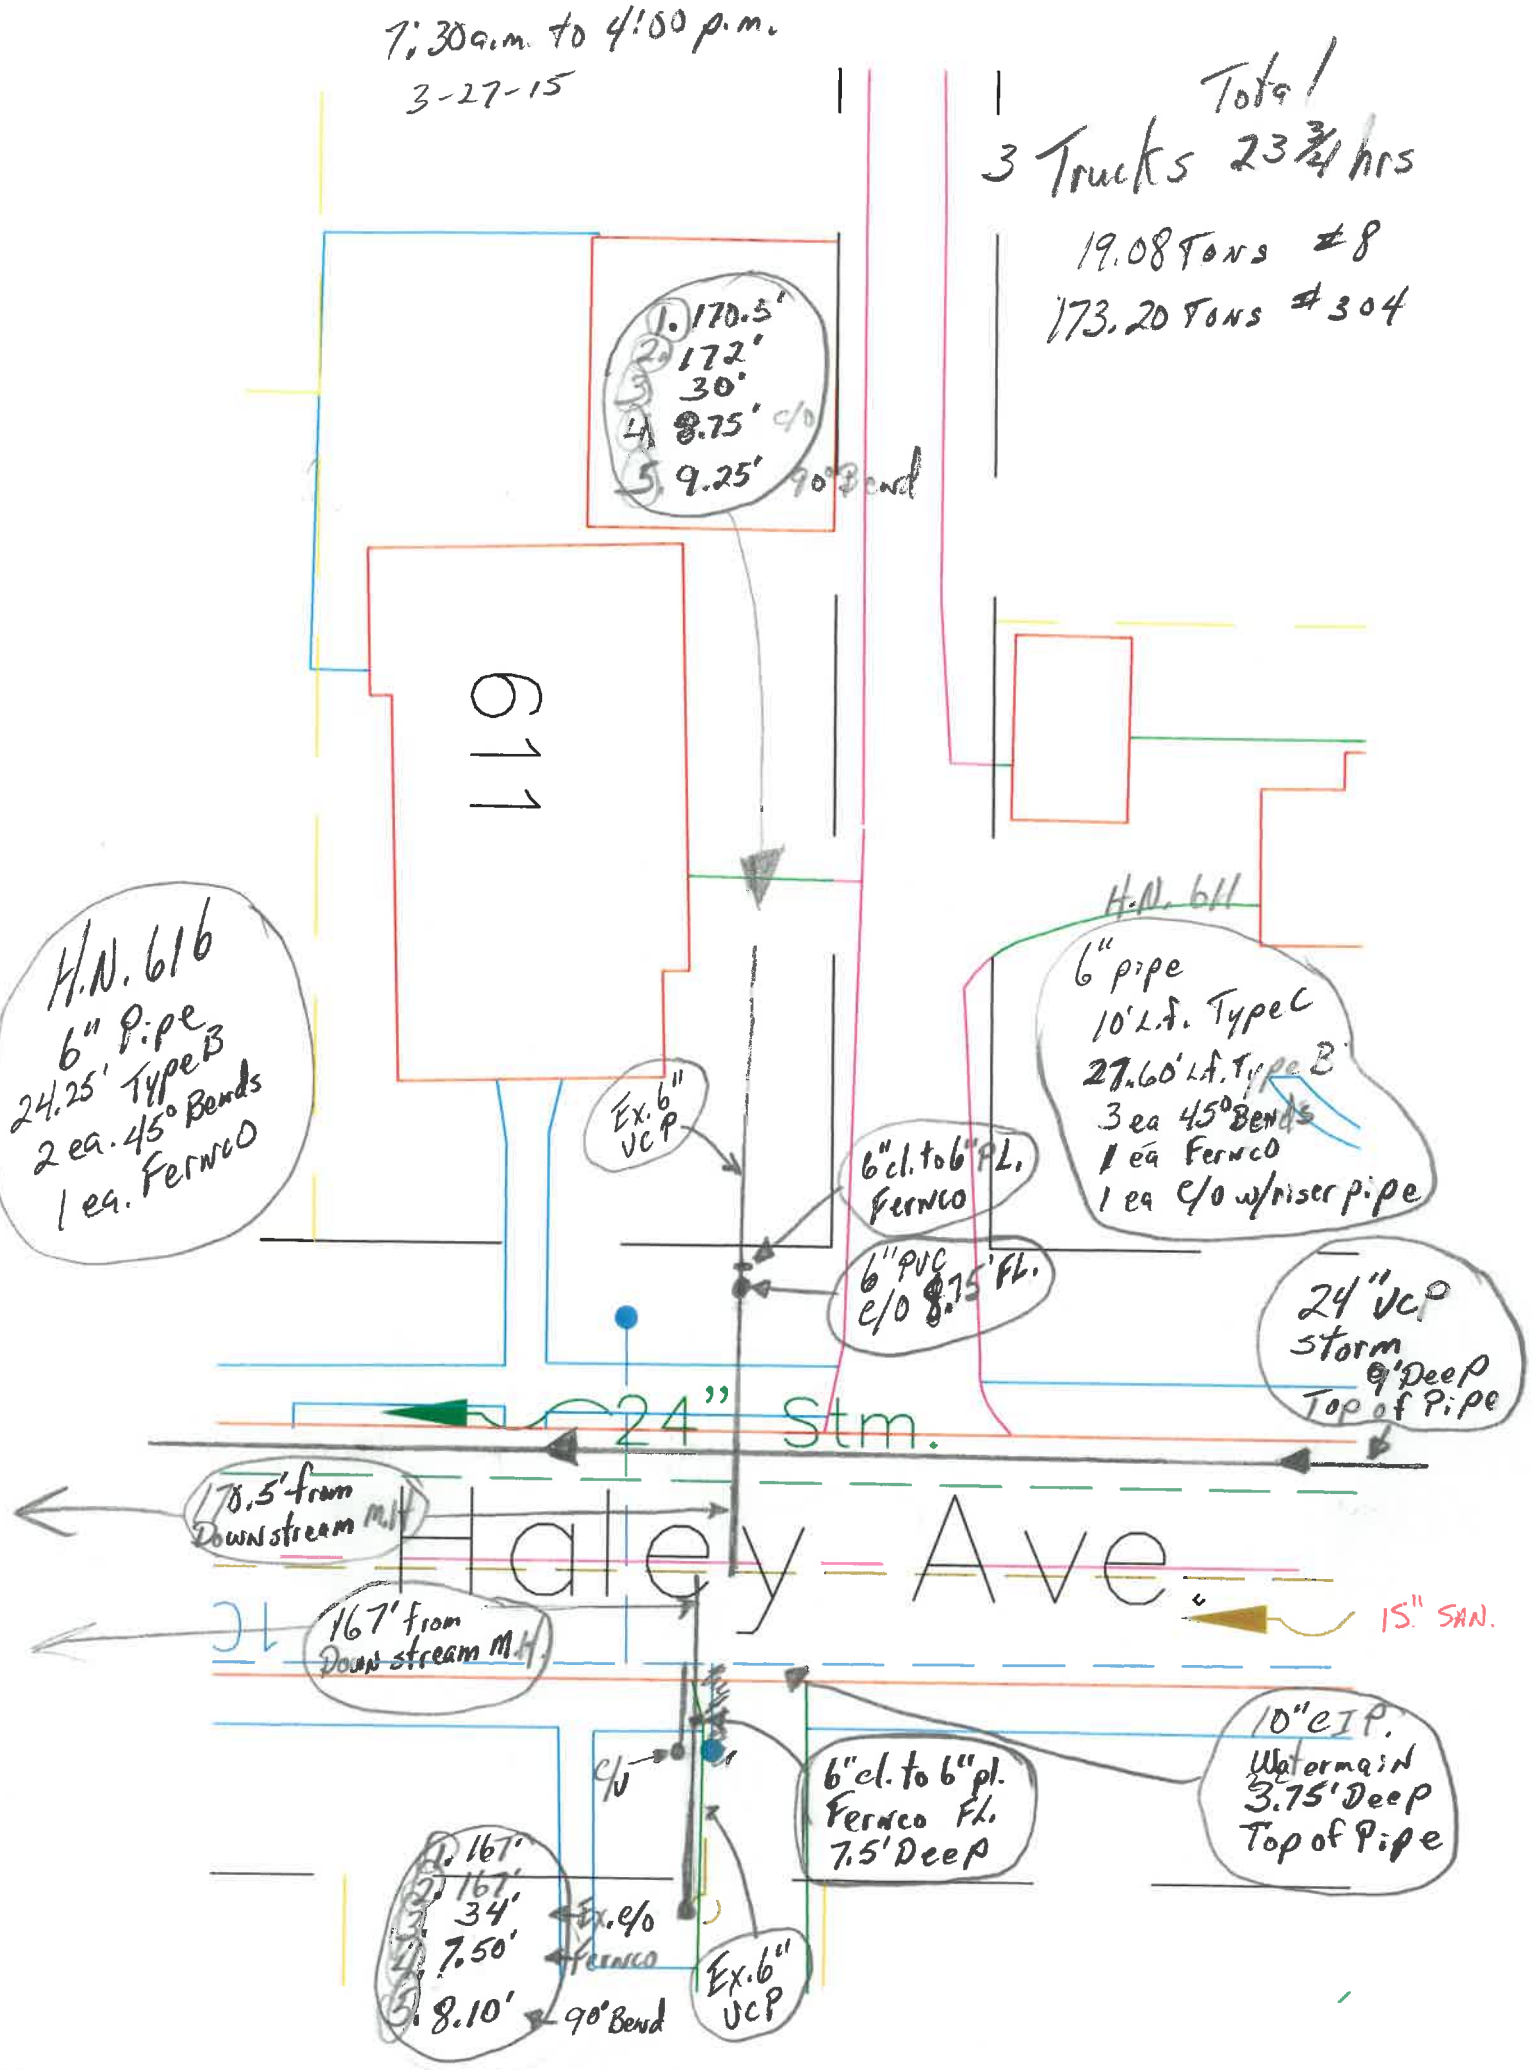 7:30a.m. to 4:00 p.m.
3-27-15
Total
3 Trucks 23 3/4 hrs
19.08 Tons #8
173.20 Tons #304
1. 170.5'
2. 172'
3 30'
4. 8.75' c/o
5. 9.25' 90° Bend
611
H.N. 616
6" Pipe
24.25' Type B
2 ea. 45° Bends
1 ea. Fernco
H.N. 611
6" pipe
10' L.f. Type C
27.60' L.f. Type B
3 ea 45° Bends
1 ea Fernco
1 ea c/o w/riser pipe
Ex. 6"
VCP
6" cl. to 6" PL.
Fernco
6" PVC
c/o 8.75' FL.
24" VCP
storm
9' Deep
Top of Pipe
24" Stm.
170.5' from
Downstream M.H
Haley Ave
167' from
Down stream M.H.
15" SAN.
10" CIP.
Watermain
3.75' Deep
Top of Pipe
c/o
6" cl. to 6" pl.
Fernco FL.
7.5' Deep
1. 167'
2. 167'
3. 34' Ex. c/o
4. 7.50' Fernco
5. 8.10' 90° Bend
Ex. 6"
VCP